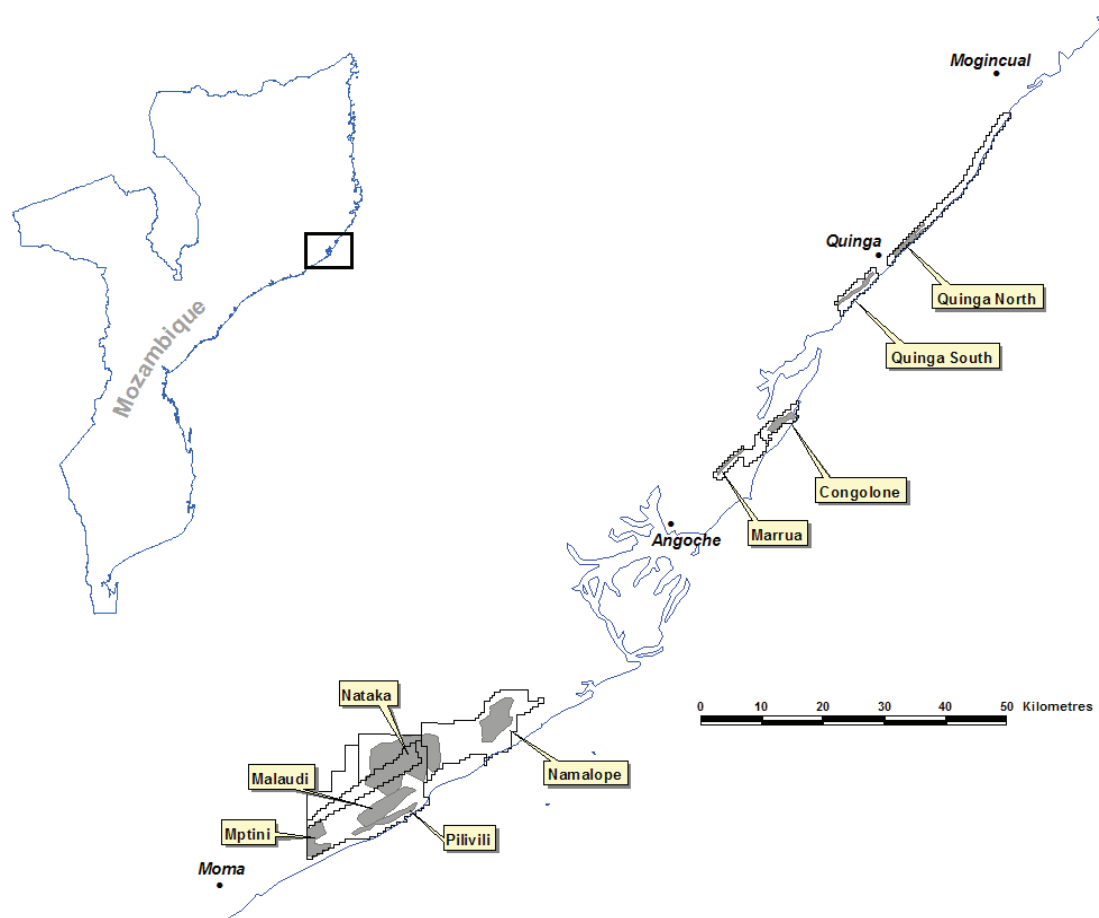 Mogincual
Quinga
Quinga North
Quinga South
Mozambique
Congolone
Marrua
Angoche
Nataka
0 10 20 30 40 50 Kilometres
Namalope
Malaudi
Mptini
Pilivili
Moma